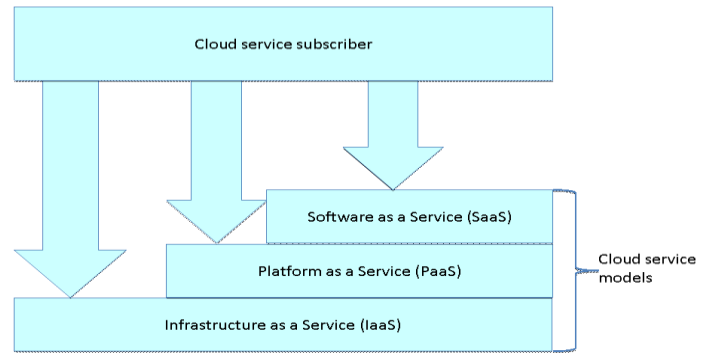 Cloud service subscriber
Software as a Service (SaaS)
Platform as a Service (PaaS)
Cloud service
models
Infrastructure as a Service (IaaS)